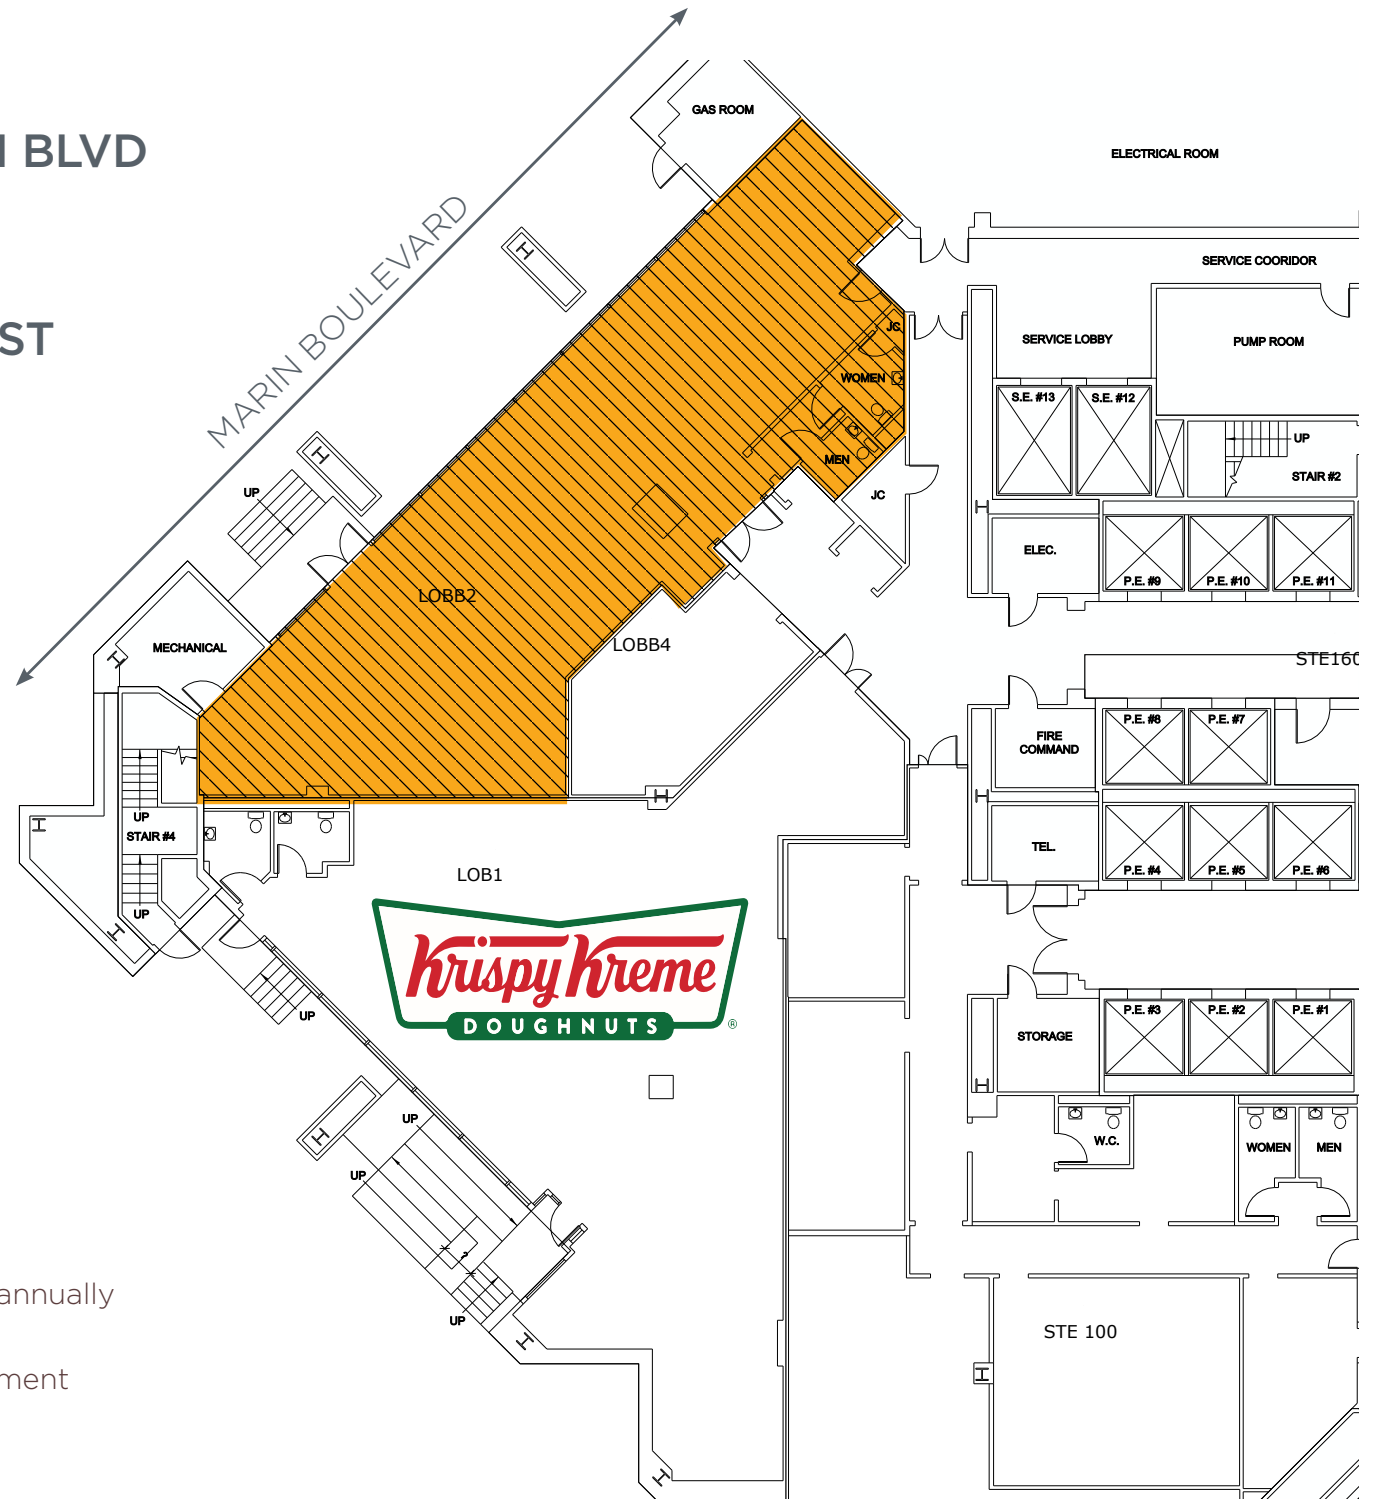 GAS ROOM
BLVD
ELECTRICAL ROOM
MARIN BOULEVARD
SERVICE COORIDOR
ST
JC
SERVICE LOBBY
PUMP ROOM
WOMEN
S.E. #13
S.E. #12
UP
MEN
STAIR #2
UP
JC
ELEC.
P.E. #9
P.E. #10
P.E. #11
LOBB2
LOBB4
MECHANICAL
STE160
P.E. #8
P.E. #7
FIRE
COMMAND
UP
STAIR #4
TEL.
P.E. #4
P.E. #5
P.E. #6
LOB1
UP
Krispy Kreme
DOUGHNUTS
®
UP
P.E. #3
P.E. #2
P.E. #1
STORAGE
UP
W.C.
WOMEN
MEN
UP
annually
UP
STE 100
ment
H
H
H
H
H
H
H
H
H
H
H
H
H
H